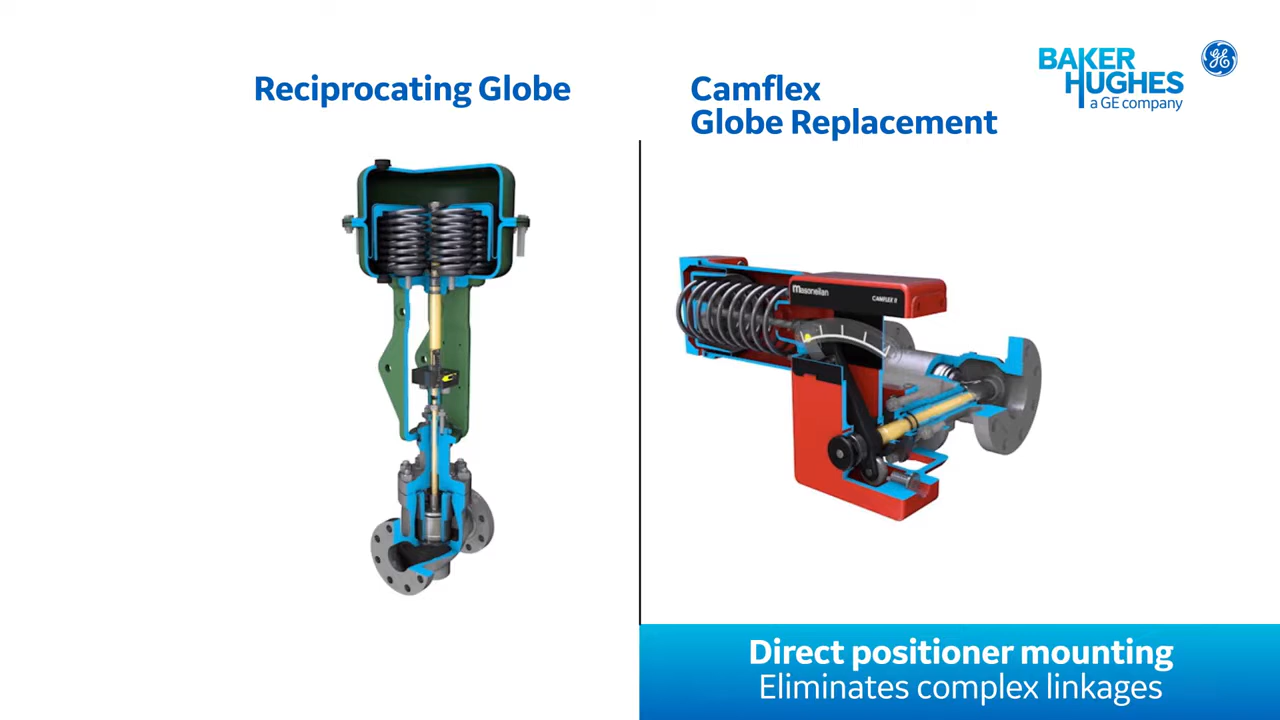 Reciprocating Globe
Camflex
Globe Replacement
BAKER
HUGHES
a GE company
GE
Masoneilan
CAMFLEX II
Direct positioner mounting
Eliminates complex linkages